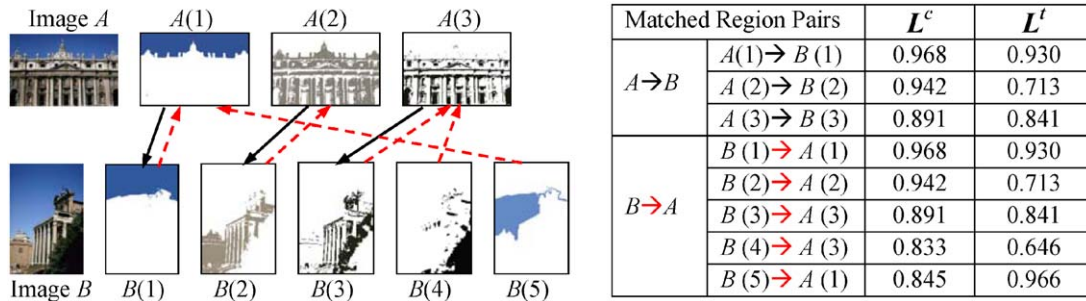 Image A A(1) A(2) A(3)
Image B B(1) B(2) B(3) B(4) B(5)
Matched Region Pairs L^c L^t
A→B
A(1)→ B (1) 0.968 0.930
A (2)→ B (2) 0.942 0.713
A (3)→ B (3) 0.891 0.841
B→A
B (1)→ A (1) 0.968 0.930
B (2)→ A (2) 0.942 0.713
B (3)→ A (3) 0.891 0.841
B (4)→ A (3) 0.833 0.646
B (5)→ A (1) 0.845 0.966